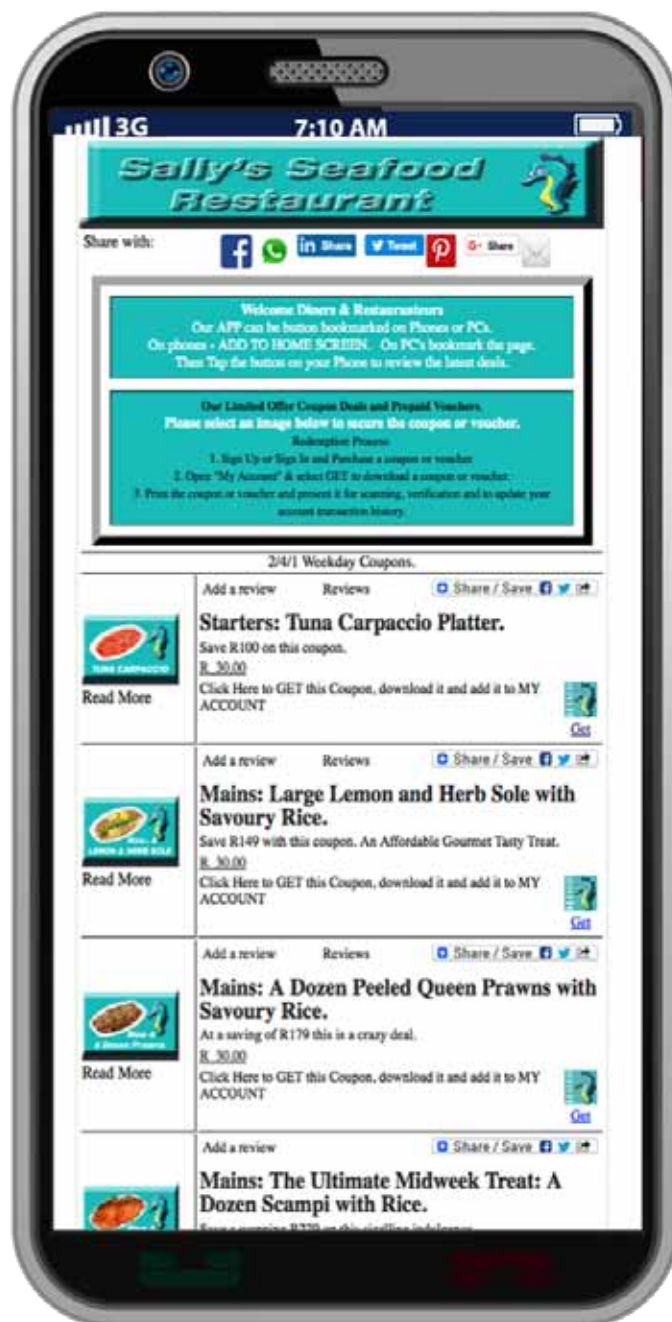 3G 7:10 AM
Sally's Seafood
Restaurant
Share with:
in Share Tweet G+ Share
Welcome Diners & Restauranteurs
Our APP can be button bookmarked on Phones or PCs.
On phones - ADD TO HOME SCREEN. On PC's bookmark the page.
Then Tap the button on your Phone to review the latest deals.
Our Limited Offer Coupon Deals and Prepaid Vouchers.
Please select an image below to secure the coupon or voucher.
Redemption Process
1. Sign Up or Sign In and Purchase a coupon or voucher
2. Open "My Account" & select GET to download a coupon or voucher.
3. Print the coupon or voucher and present it for scanning, verification and to update your
account transaction history.
2/4/1 Weekday Coupons.
Add a review Reviews Share / Save
Starters: Tuna Carpaccio Platter.
Save R100 on this coupon.
R 30.00
TUNA CARPACCIO
Read More
Click Here to GET this Coupon, download it and add it to MY
ACCOUNT
Get
Add a review Reviews Share / Save
Mains: Large Lemon and Herb Sole with
Savoury Rice.
Save R149 with this coupon. An Affordable Gourmet Tasty Treat.
R 30.00
LEMON & HERB SOLE
Read More
Click Here to GET this Coupon, download it and add it to MY
ACCOUNT
Get
Add a review Reviews Share / Save
Mains: A Dozen Peeled Queen Prawns with
Savoury Rice.
At a saving of R179 this is a crazy deal.
R 30.00
A Dozen Prawns
Read More
Click Here to GET this Coupon, download it and add it to MY
ACCOUNT
Get
Add a review Share / Save
Mains: The Ultimate Midweek Treat: A
Dozen Scampi with Rice.